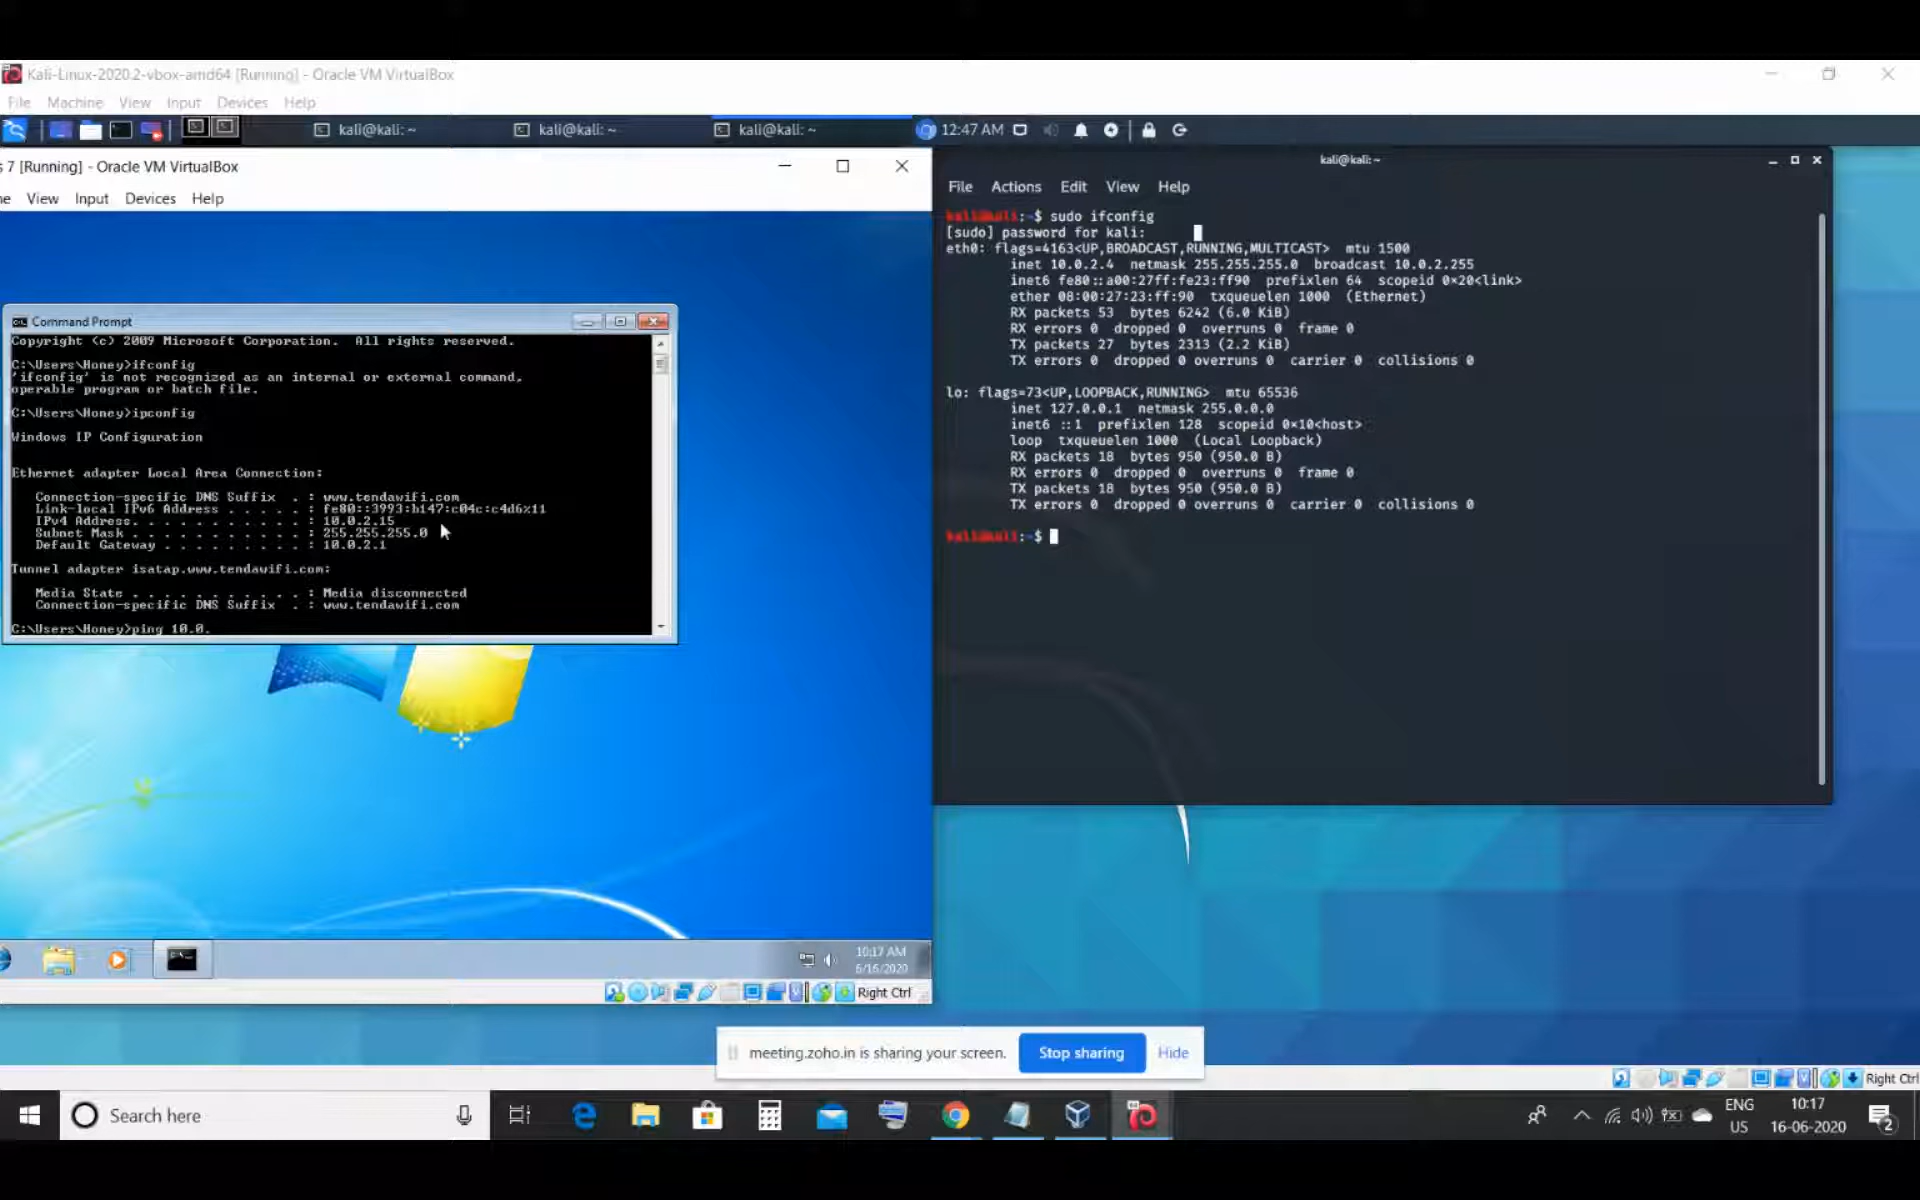 Kali-Linux-2020.2-vbox-amd64 [Running] - Oracle VM VirtualBox
File Machine View Input Devices Help
kali@kali: ~ kali@kali: ~ kali@kali: ~ 12:47 AM
s 7 [Running] - Oracle VM VirtualBox
ne View Input Devices Help
Command Prompt
Copyright (c) 2009 Microsoft Corporation. All rights reserved.
C:\Users\Honey>ifconfig
'ifconfig' is not recognized as an internal or external command,
operable program or batch file.
C:\Users\Honey>ipconfig
Windows IP Configuration
Ethernet adapter Local Area Connection:
Connection-specific DNS Suffix . : www.tendawifi.com
Link-local IPv6 Address . . . . . : fe80::3993:b147:c04c:c4d6%11
IPv4 Address. . . . . . . . . . . : 10.0.2.15
Subnet Mask . . . . . . . . . . . : 255.255.255.0
Default Gateway . . . . . . . . . : 10.0.2.1
Tunnel adapter isatap.www.tendawifi.com:
Media State . . . . . . . . . . . : Media disconnected
Connection-specific DNS Suffix . : www.tendawifi.com
C:\Users\Honey>ping 10.0.
10:17 AM
6/16/2020
Right Ctrl
kali@kali: ~
File Actions Edit View Help
kali@kali:~$ sudo ifconfig
[sudo] password for kali:
eth0: flags=4163<UP,BROADCAST,RUNNING,MULTICAST> mtu 1500
inet 10.0.2.4 netmask 255.255.255.0 broadcast 10.0.2.255
inet6 fe80::a00:27ff:fe23:ff90 prefixlen 64 scopeid 0×20<link>
ether 08:00:27:23:ff:90 txqueuelen 1000 (Ethernet)
RX packets 53 bytes 6242 (6.0 KiB)
RX errors 0 dropped 0 overruns 0 frame 0
TX packets 27 bytes 2313 (2.2 KiB)
TX errors 0 dropped 0 overruns 0 carrier 0 collisions 0
lo: flags=73<UP,LOOPBACK,RUNNING> mtu 65536
inet 127.0.0.1 netmask 255.0.0.0
inet6 ::1 prefixlen 128 scopeid 0×10<host>
loop txqueuelen 1000 (Local Loopback)
RX packets 18 bytes 950 (950.0 B)
RX errors 0 dropped 0 overruns 0 frame 0
TX packets 18 bytes 950 (950.0 B)
TX errors 0 dropped 0 overruns 0 carrier 0 collisions 0
kali@kali:~$
meeting.zoho.in is sharing your screen. Stop sharing Hide
Right Ctrl
Search here
ENG
US
10:17
16-06-2020
2